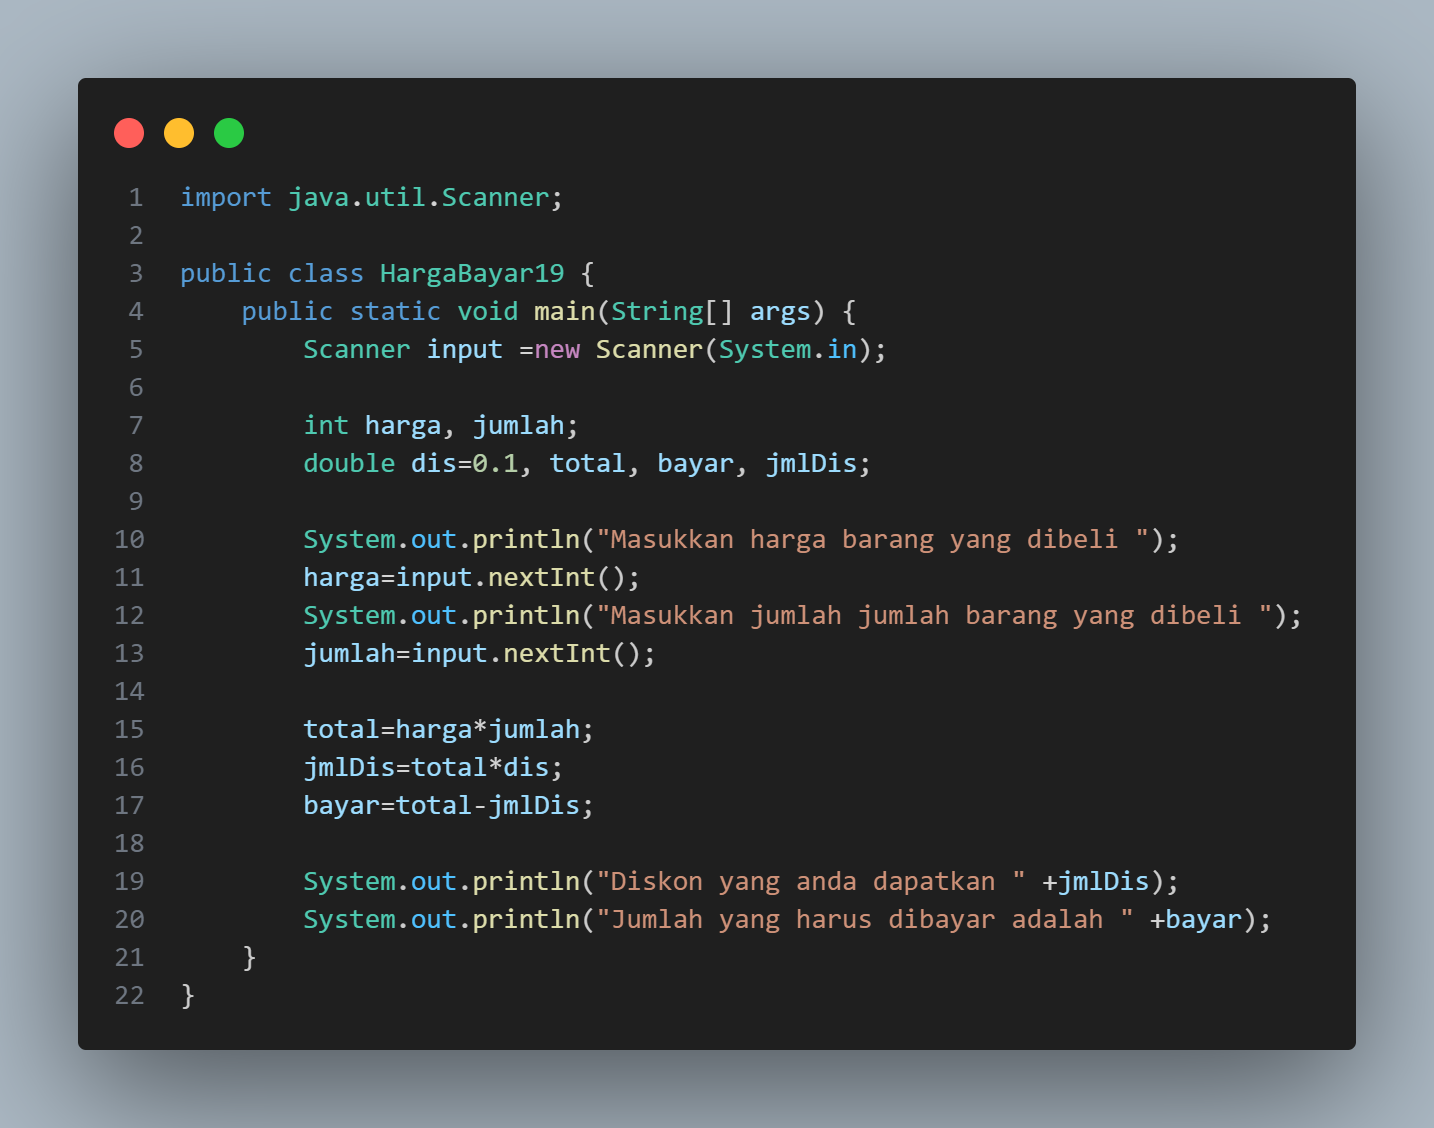 1 import java.util.Scanner;
2
3 public class HargaBayar19 {
4     public static void main(String[] args) {
5         Scanner input =new Scanner(System.in);
6
7         int harga, jumlah;
8         double dis=0.1, total, bayar, jmlDis;
9
10         System.out.println("Masukkan harga barang yang dibeli ");
11         harga=input.nextInt();
12         System.out.println("Masukkan jumlah jumlah barang yang dibeli ");
13         jumlah=input.nextInt();
14
15         total=harga*jumlah;
16         jmlDis=total*dis;
17         bayar=total-jmlDis;
18
19         System.out.println("Diskon yang anda dapatkan " +jmlDis);
20         System.out.println("Jumlah yang harus dibayar adalah " +bayar);
21     }
22 }